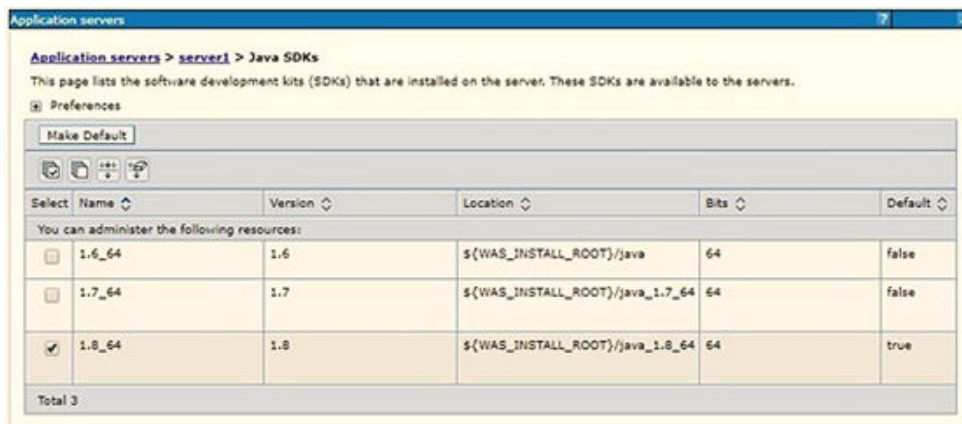 Application servers ?
Application servers > server1 > Java SDKs
This page lists the software development kits (SDKs) that are installed on the server. These SDKs are available to the servers.
Preferences
Make Default
Select Name Version Location Bits Default
You can administer the following resources:
1.6_64 1.6 ${WAS_INSTALL_ROOT}/java 64 false
1.7_64 1.7 ${WAS_INSTALL_ROOT}/java_1.7_64 64 false
1.8_64 1.8 ${WAS_INSTALL_ROOT}/java_1.8_64 64 true
Total 3